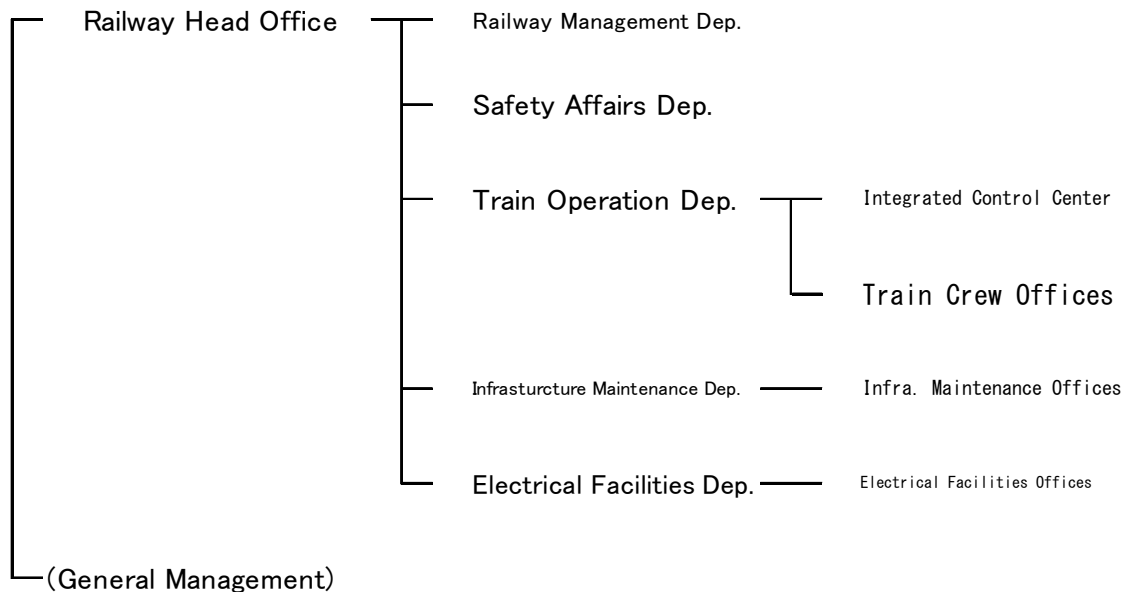 Railway Head Office
Railway Management Dep.
Safety Affairs Dep.
Train Operation Dep.
Integrated Control Center
Train Crew Offices
Infrasturcture Maintenance Dep.
Infra. Maintenance Offices
Electrical Facilities Dep.
Electrical Facilities Offices
(General Management)